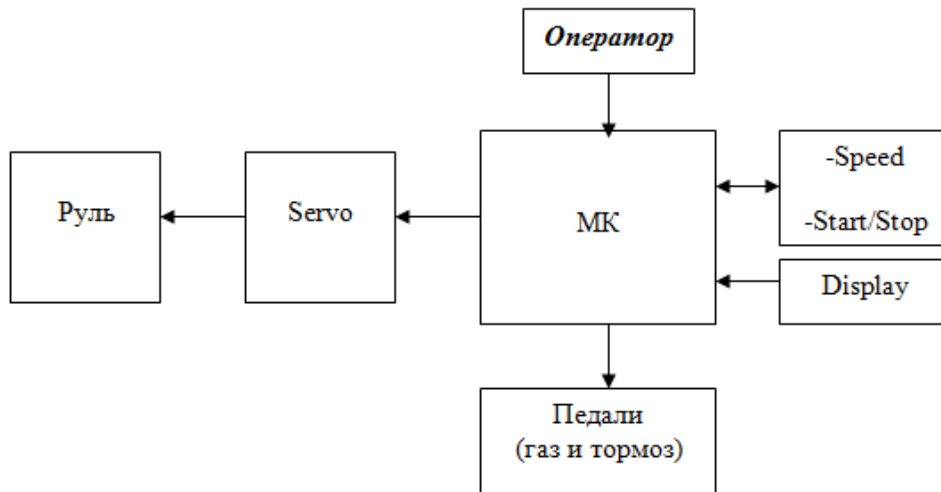 Оператор
Руль
Servo
МК
-Speed
-Start/Stop
Display
Педали
(газ и тормоз)